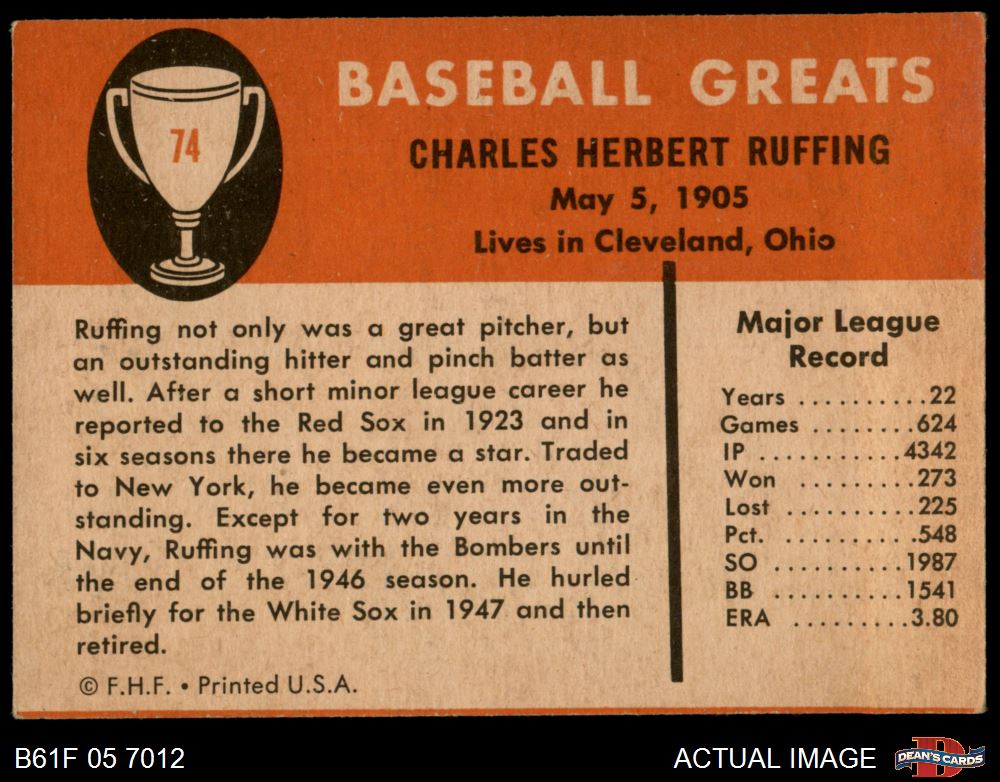 74
BASEBALL GREATS
CHARLES HERBERT RUFFING
May 5, 1905
Lives in Cleveland, Ohio
Ruffing not only was a great pitcher, but
an outstanding hitter and pinch batter as
well. After a short minor league career he
reported to the Red Sox in 1923 and in
six seasons there he became a star. Traded
to New York, he became even more out-
standing. Except for two years in the
Navy, Ruffing was with the Bombers until
the end of the 1946 season. He hurled
briefly for the White Sox in 1947 and then
retired.
© F.H.F. • Printed U.S.A.
Major League
Record
Years ..........22
Games ........624
IP ...........4342
Won .........273
Lost ..........225
Pct. .........548
SO ..........1987
BB ..........1541
ERA .........3.80
B61F 05 7012
ACTUAL IMAGE
D
DEAN'S CARDS